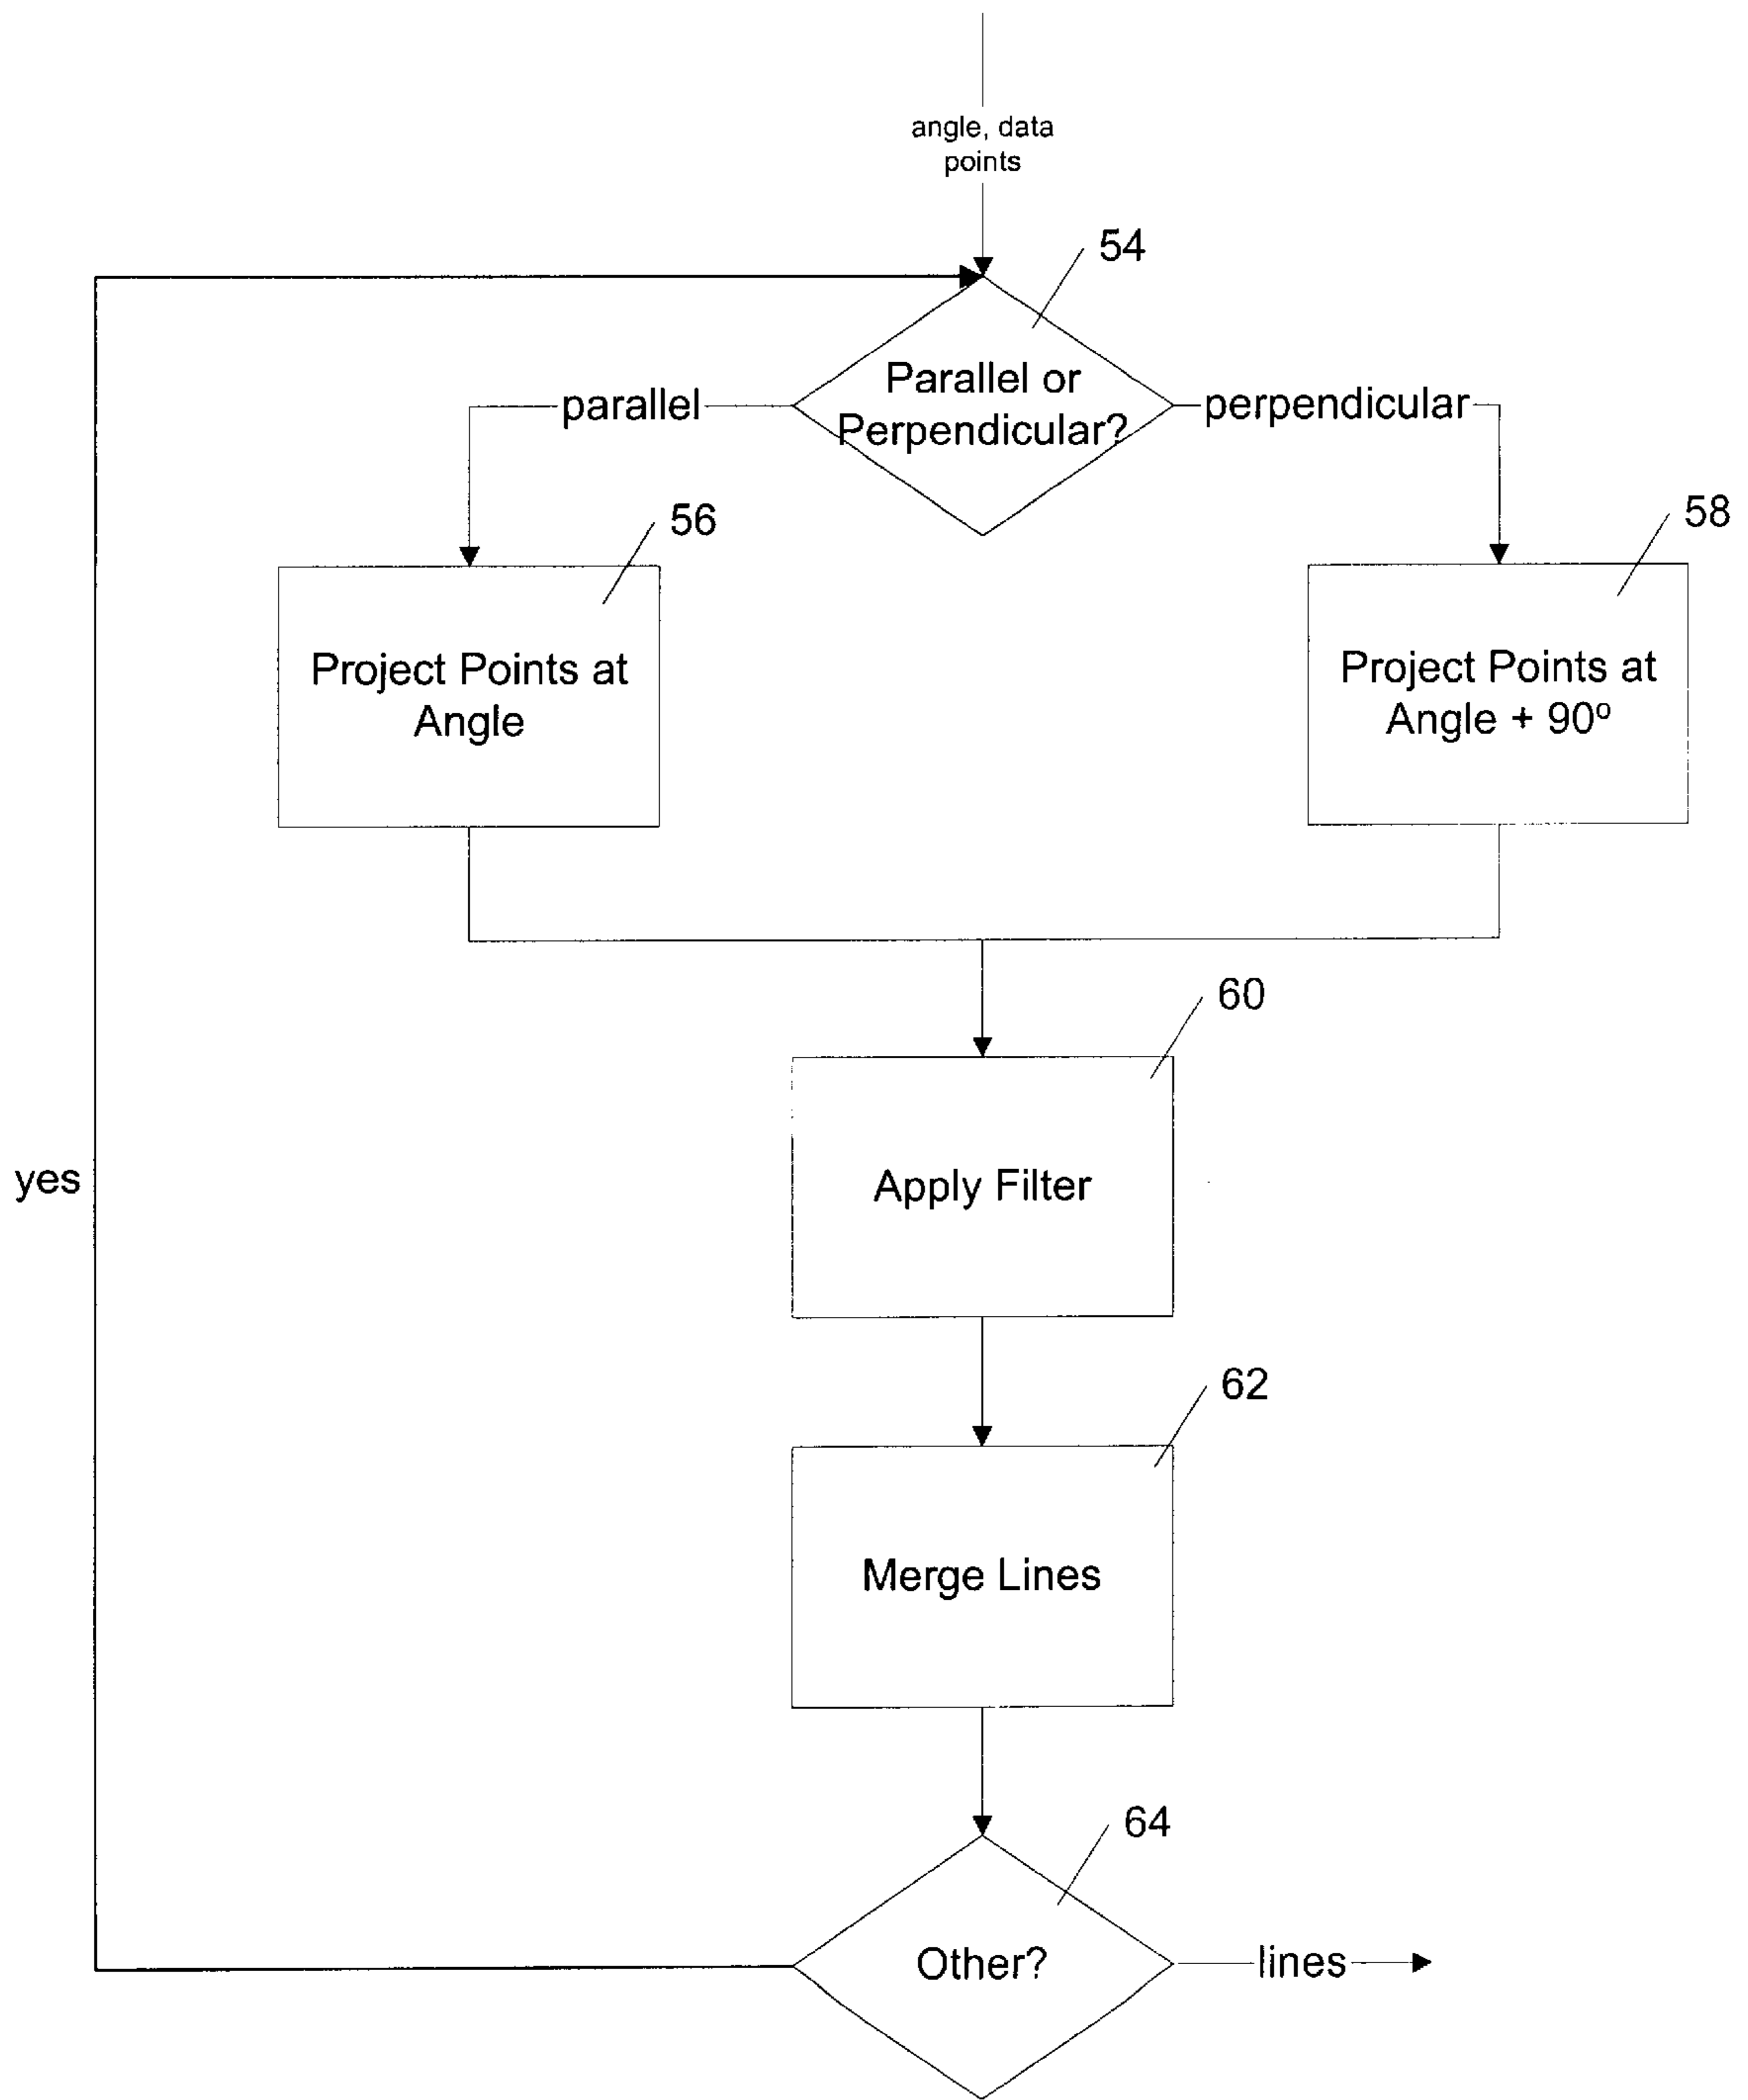 angle, data
points
54
Parallel or
Perpendicular?
parallel
perpendicular
56
58
Project Points at
Angle
Project Points at
Angle + 90º
60
yes
Apply Filter
62
Merge Lines
64
Other?
lines